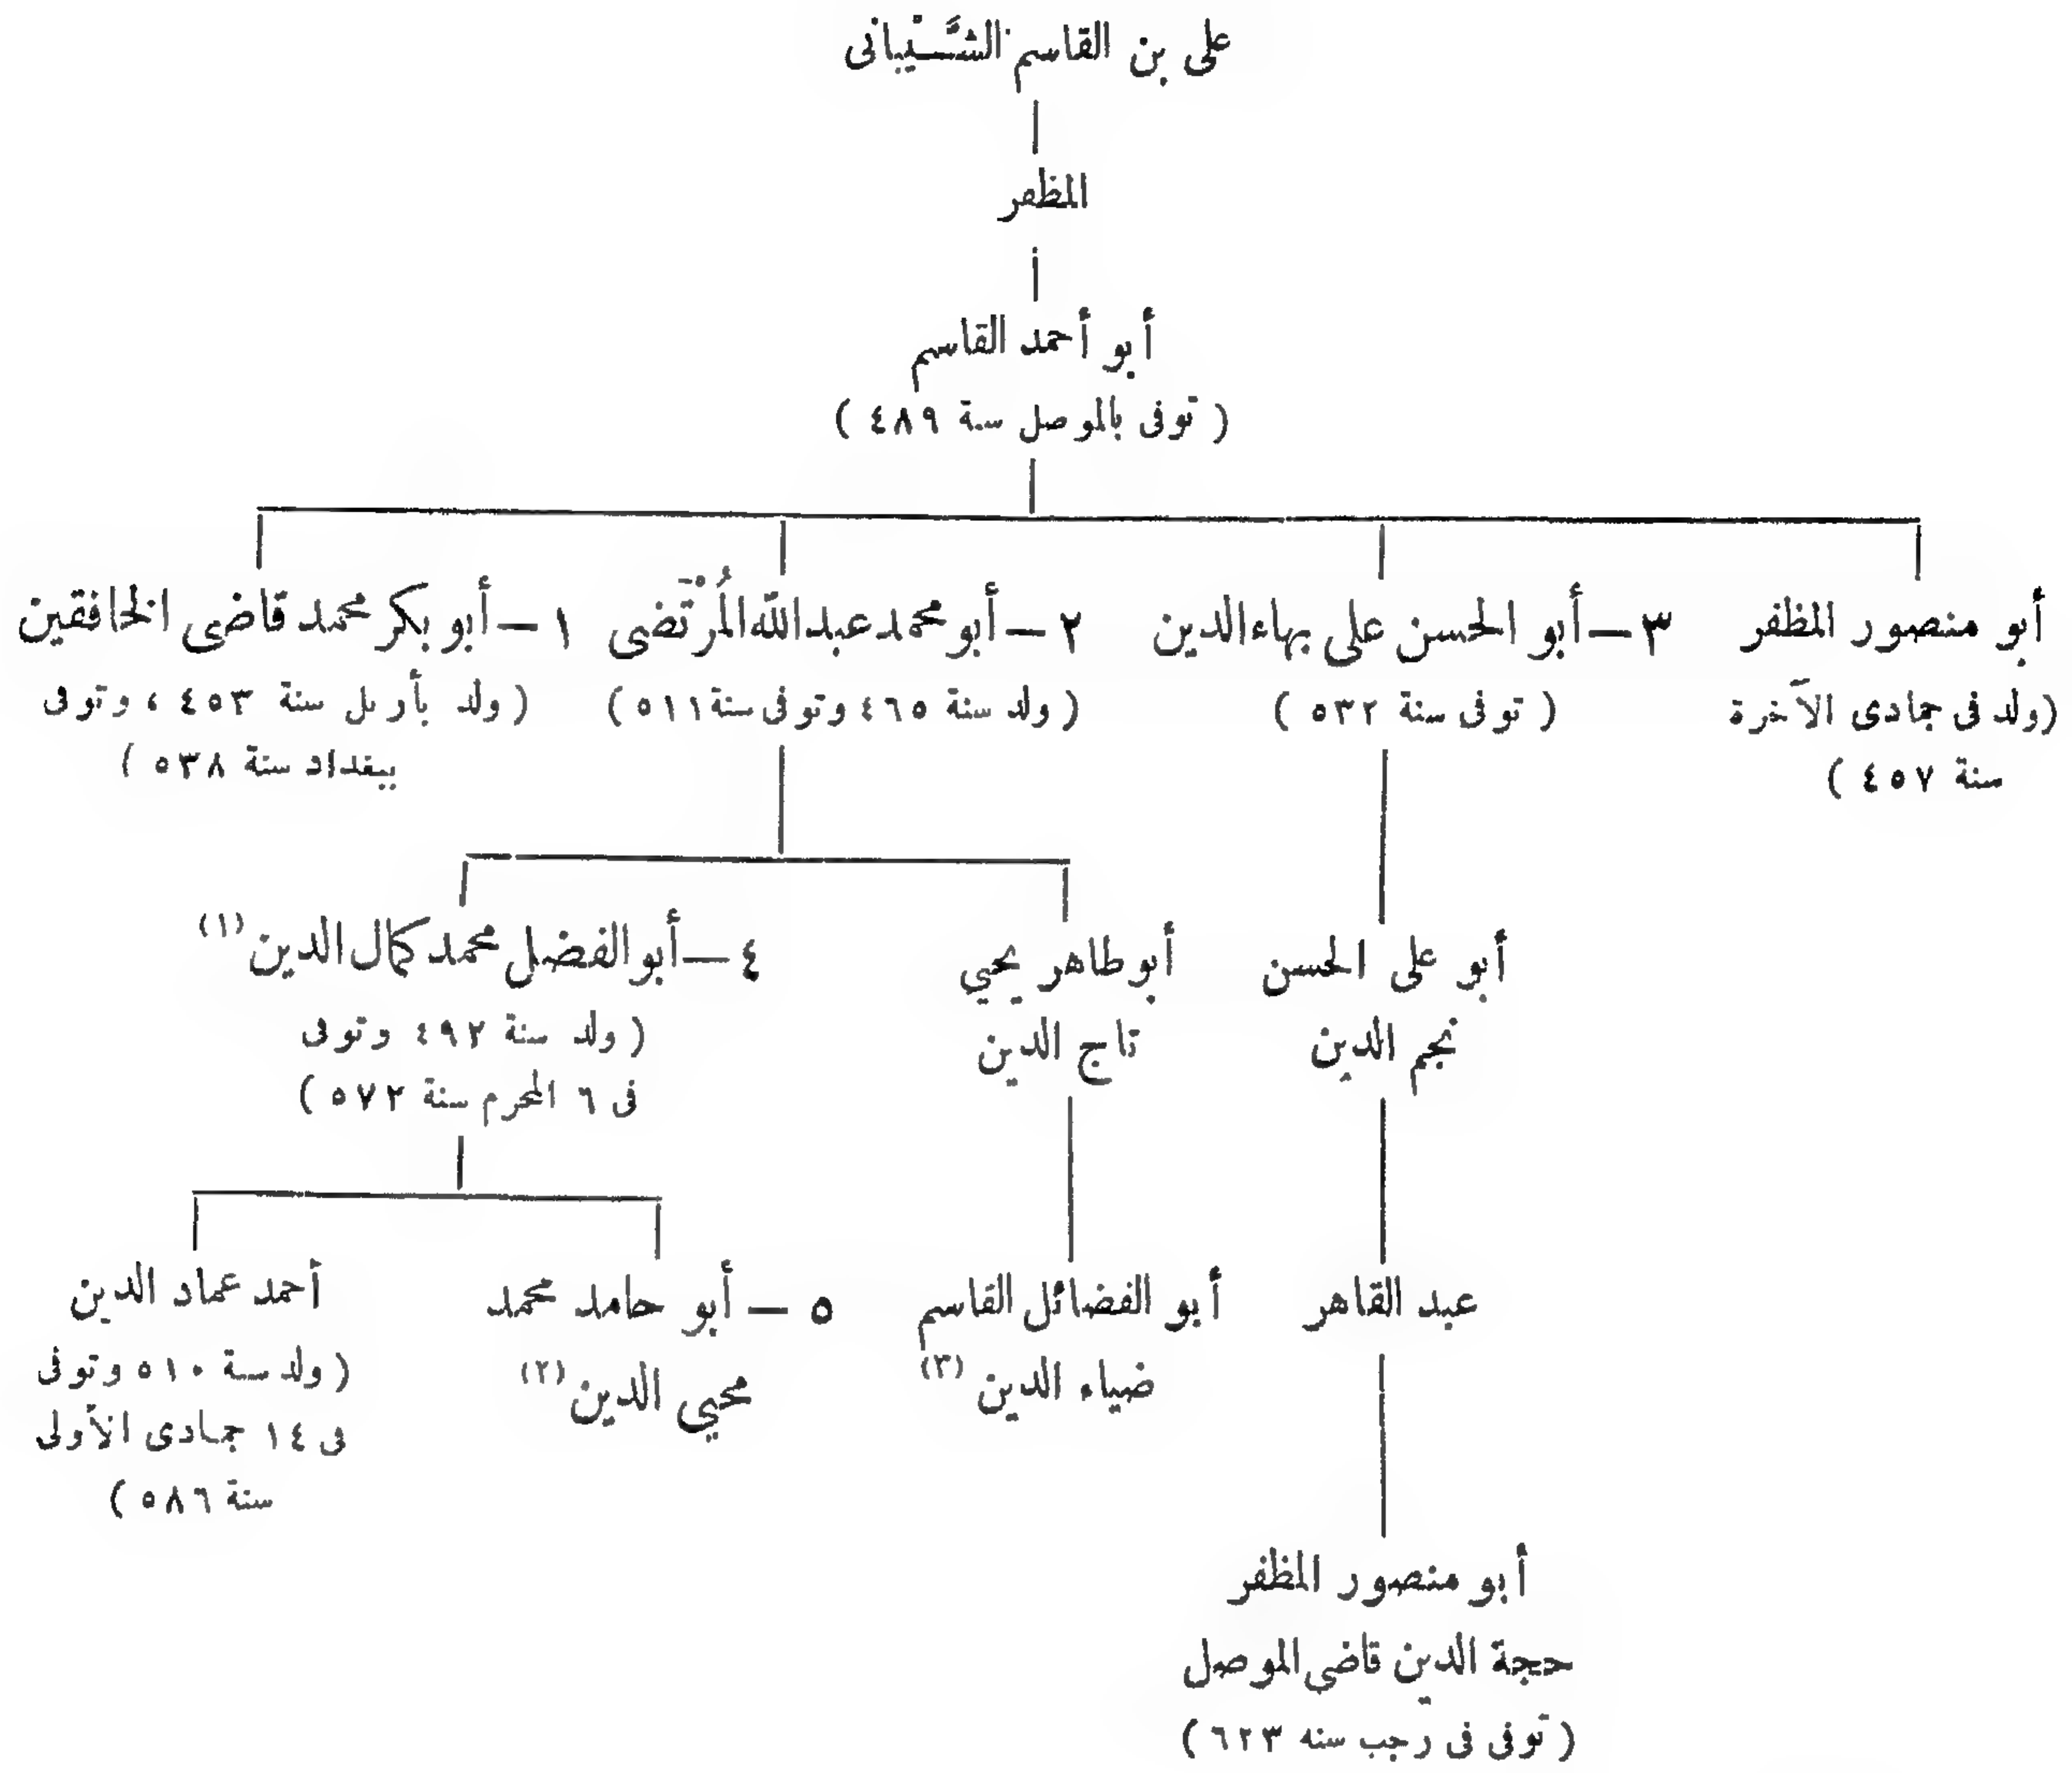 على بن القاسم الشَّيبانى
المظفر
أبو أحمد القاسم
( توفى بالموصل سنة ٤٨٩ )
أبو منصور المظفر
(ولد فى جمادى الآخرة
سنة ٤٥٧ )
٣ — أبو الحسن على بهاء الدين
( توفى سنة ٥٣٢ )
٢ — أبو محمد عبد الله المُرْتَضى
( ولد سنة ٤٦٥ وتوفى سنة ٥١١ )
١ — أبو بكر محمد قاضى الخافقين
( ولد بأربل سنة ٤٥٣ ، وتوفى
ببغداد سنة ٥٣٨ )
أبو على الحسن
نجم الدين
أبو طاهر يحيي
تاج الدين
٤ — أبو الفضل محمد كمال الدين (١)
( ولد سنة ٤٩٢ وتوفى
فى ٦ المحرم سنة ٥٧٢ )
عبد القاهر
أبو الفضائل القاسم
ضياء الدين (٣)
٥ — أبو حامد محمد
محيي الدين (٢)
أحمد عماد الدين
( ولد سنة ٥١٠ وتوفى
فى ١٤ جمادى الأولى
سنة ٥٨٦ )
أبو منصور المظفر
حجة الدين قاضي الموصل
( توفى فى رجب سنه ٦٢٣ )